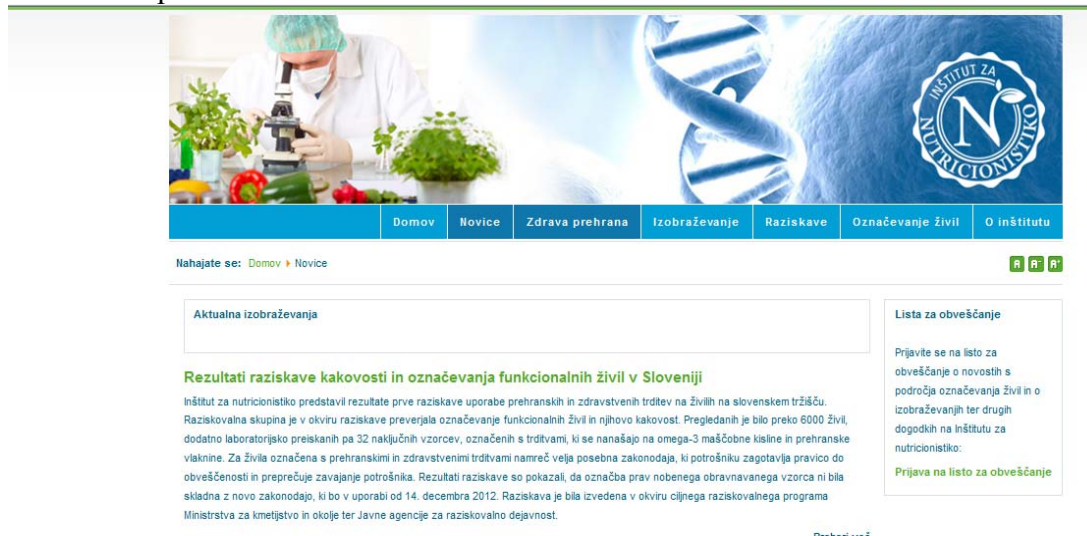 INŠTITUT ZA
NUTRICIONISTIKO
N
Domov Novice Zdrava prehrana Izobraževanje Raziskave Označevanje živil O inštitutu
Nahajate se: Domov Novice
A A- A+
Aktualna izobraževanja
Rezultati raziskave kakovosti in označevanja funkcionalnih živil v Sloveniji
Inštitut za nutricionistiko predstavil rezultate prve raziskave uporabe prehranskih in zdravstvenih trditev na živilih na slovenskem tržišču.
Raziskovalna skupina je v okviru raziskave preverjala označevanje funkcionalnih živil in njihovo kakovost. Pregledanih je bilo preko 6000 živil,
dodatno laboratorijsko preiskanih pa 32 naključnih vzorcev, označenih s trditvami, ki se nanašajo na omega-3 maščobne kisline in prehranske
vlaknine. Za živila označena s prehranskimi in zdravstvenimi trditvami namreč velja posebna zakonodaja, ki potrošniku zagotavlja pravico do
obveščenosti in preprečuje zavajanje potrošnika. Rezultati raziskave so pokazali, da označba prav nobenega obravnavanega vzorca ni bila
skladna z novo zakonodajo, ki bo v uporabi od 14. decembra 2012. Raziskava je bila izvedena v okviru ciljnega raziskovalnega programa
Ministrstva za kmetijstvo in okolje ter Javne agencije za raziskovalno dejavnost.
Lista za obveščanje
Prijavite se na listo za
obveščanje o novostih s
področja označevanja živil in o
izobraževanjih ter drugih
dogodkih na Inštitutu za
nutricionistiko:
Prijava na listo za obveščanje